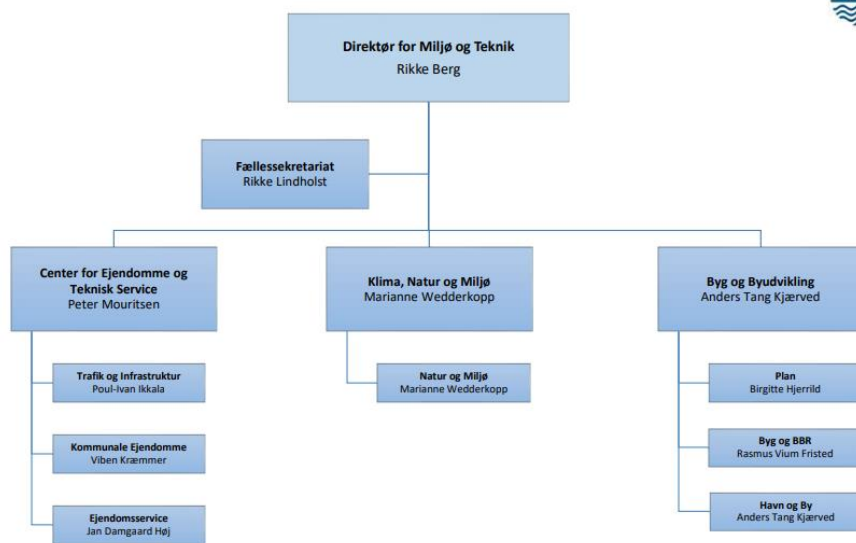 Direktør for Miljø og Teknik
Rikke Berg
Fællessekretariat
Rikke Lindholst
Center for Ejendomme og
Teknisk Service
Peter Mouritsen
Klima, Natur og Miljø
Marianne Wedderkopp
Byg og Byudvikling
Anders Tang Kjærved
Trafik og Infrastruktur
Poul-Ivan Ikkala
Kommunale Ejendomme
Viben Kræmmer
Ejendomsservice
Jan Damgaard Høj
Natur og Miljø
Marianne Wedderkopp
Plan
Birgitte Hjerrild
Byg og BBR
Rasmus Vium Fristed
Havn og By
Anders Tang Kjærved